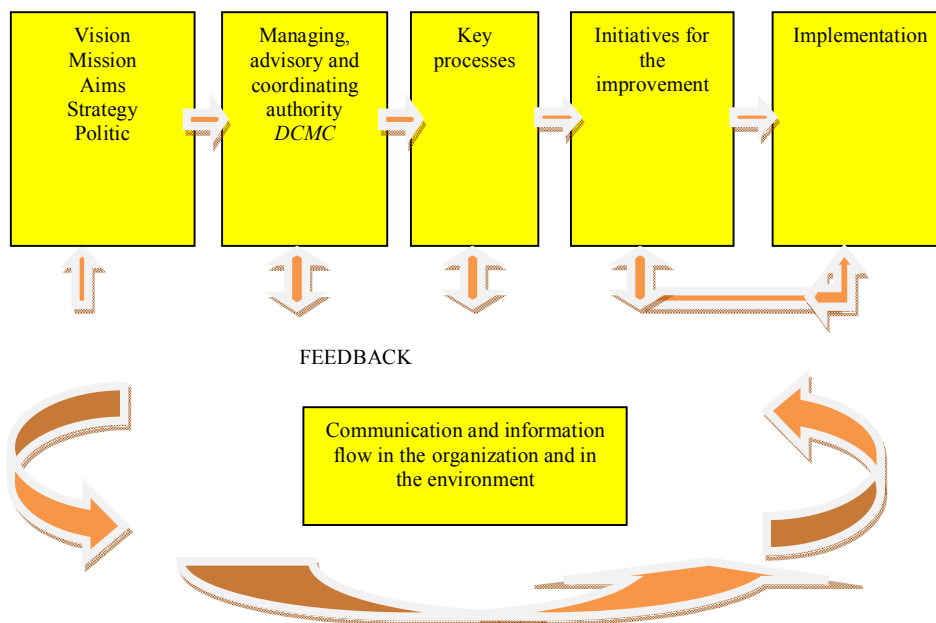 Vision
Mission
Aims
Strategy
Politic
Managing,
advisory and
coordinating
authority
DCMC
Key
processes
Initiatives for
the
improvement
Implementation
FEEDBACK
Communication and information
flow in the organization and in
the environment